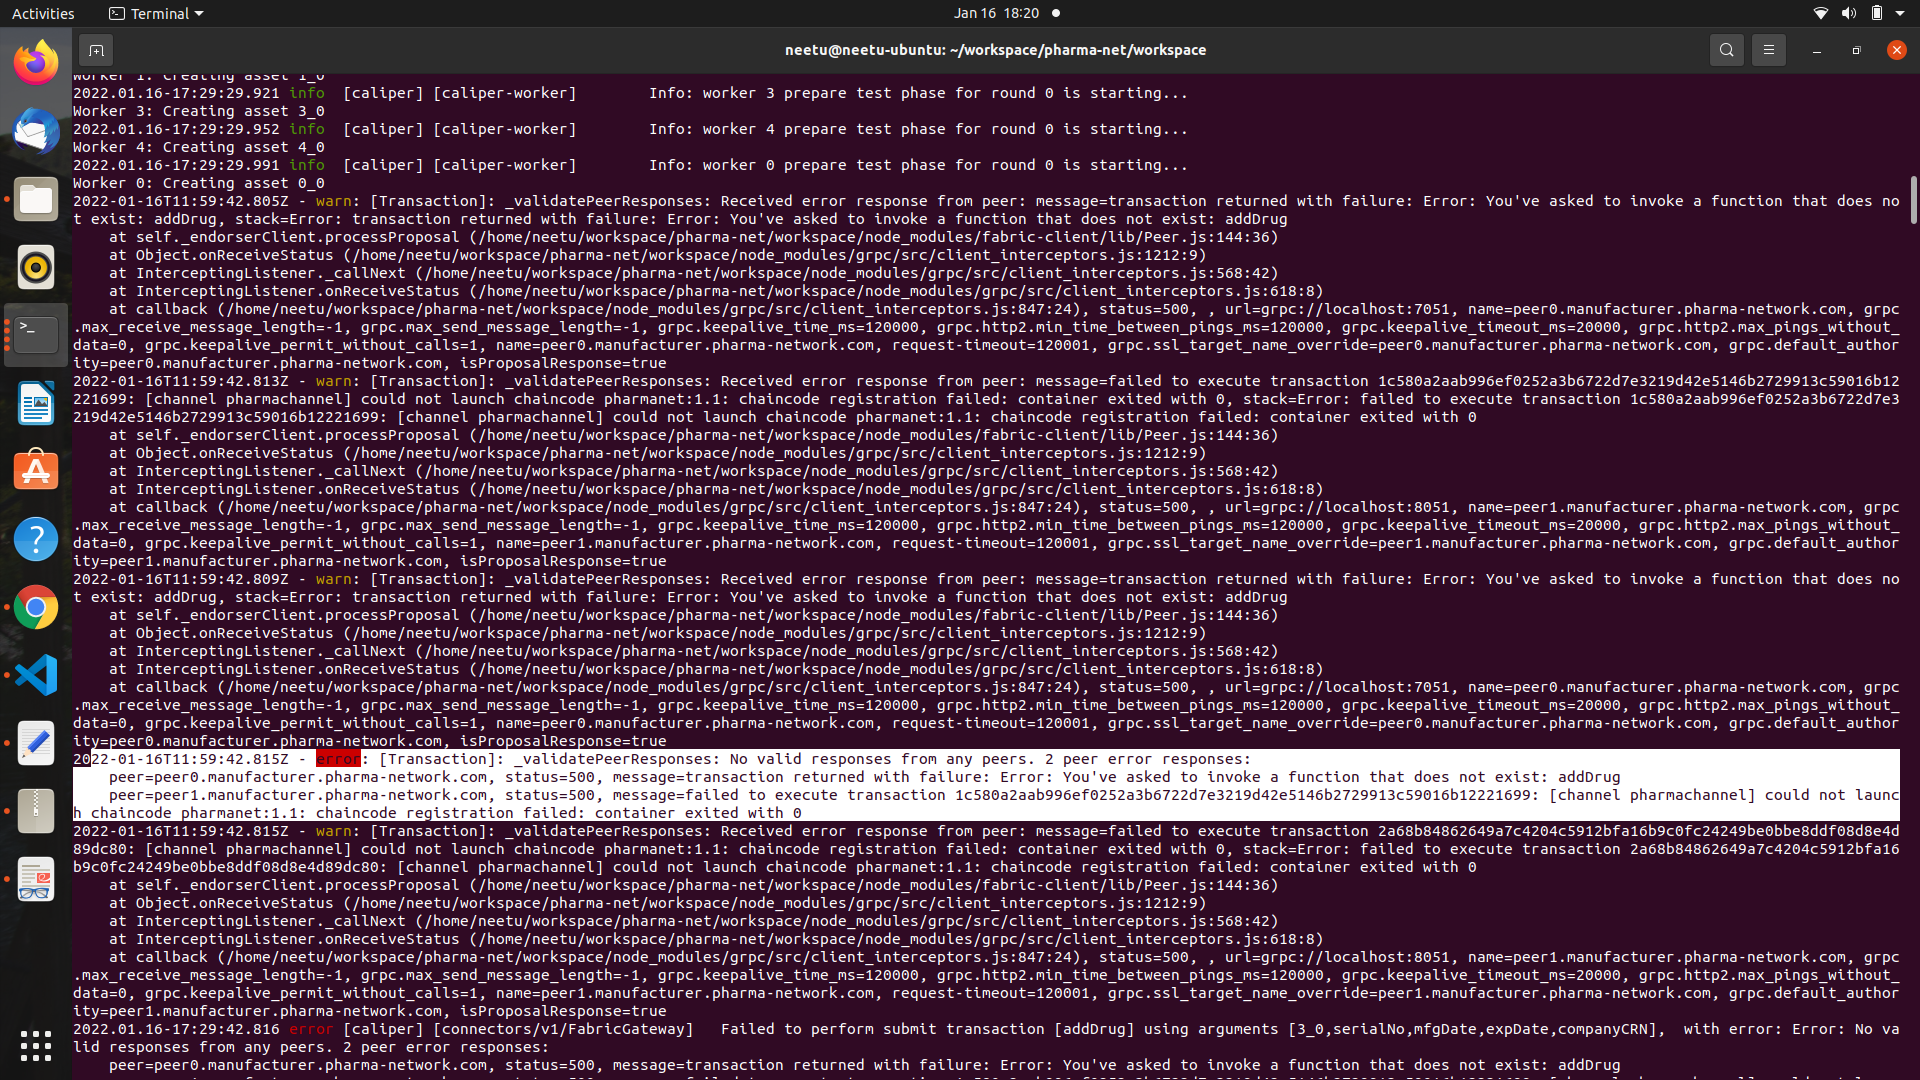 Activities
Terminal
Jan 16 18:20
neetu@neetu-ubuntu: ~/workspace/pharma-net/workspace
Worker 1: Creating asset 1_0
2022.01.16-17:29:29.921 info [caliper] [caliper-worker] Info: worker 3 prepare test phase for round 0 is starting...
Worker 3: Creating asset 3_0
2022.01.16-17:29:29.952 info [caliper] [caliper-worker] Info: worker 4 prepare test phase for round 0 is starting...
Worker 4: Creating asset 4_0
2022.01.16-17:29:29.991 info [caliper] [caliper-worker] Info: worker 0 prepare test phase for round 0 is starting...
Worker 0: Creating asset 0_0
2022-01-16T11:59:42.805Z - warn: [Transaction]: _validatePeerResponses: Received error response from peer: message=transaction returned with failure: Error: You've asked to invoke a function that does no
t exist: addDrug, stack=Error: transaction returned with failure: Error: You've asked to invoke a function that does not exist: addDrug
at self._endorserClient.processProposal (/home/neetu/workspace/pharma-net/workspace/node_modules/fabric-client/lib/Peer.js:144:36)
at Object.onReceiveStatus (/home/neetu/workspace/pharma-net/workspace/node_modules/grpc/src/client_interceptors.js:1212:9)
at InterceptingListener._callNext (/home/neetu/workspace/pharma-net/workspace/node_modules/grpc/src/client_interceptors.js:568:42)
at InterceptingListener.onReceiveStatus (/home/neetu/workspace/pharma-net/workspace/node_modules/grpc/src/client_interceptors.js:618:8)
at callback (/home/neetu/workspace/pharma-net/workspace/node_modules/grpc/src/client_interceptors.js:847:24), status=500, , url=grpc://localhost:7051, name=peer0.manufacturer.pharma-network.com, grpc
.max_receive_message_length=-1, grpc.max_send_message_length=-1, grpc.keepalive_time_ms=120000, grpc.http2.min_time_between_pings_ms=120000, grpc.keepalive_timeout_ms=20000, grpc.http2.max_pings_without_
data=0, grpc.keepalive_permit_without_calls=1, name=peer0.manufacturer.pharma-network.com, request-timeout=120001, grpc.ssl_target_name_override=peer0.manufacturer.pharma-network.com, grpc.default_author
ity=peer0.manufacturer.pharma-network.com, isProposalResponse=true
2022-01-16T11:59:42.813Z - warn: [Transaction]: _validatePeerResponses: Received error response from peer: message=failed to execute transaction 1c580a2aab996ef0252a3b6722d7e3219d42e5146b2729913c59016b12
221699: [channel pharmachannel] could not launch chaincode pharmanet:1.1: chaincode registration failed: container exited with 0, stack=Error: failed to execute transaction 1c580a2aab996ef0252a3b6722d7e3
219d42e5146b2729913c59016b12221699: [channel pharmachannel] could not launch chaincode pharmanet:1.1: chaincode registration failed: container exited with 0
at self._endorserClient.processProposal (/home/neetu/workspace/pharma-net/workspace/node_modules/fabric-client/lib/Peer.js:144:36)
at Object.onReceiveStatus (/home/neetu/workspace/pharma-net/workspace/node_modules/grpc/src/client_interceptors.js:1212:9)
at InterceptingListener._callNext (/home/neetu/workspace/pharma-net/workspace/node_modules/grpc/src/client_interceptors.js:568:42)
at InterceptingListener.onReceiveStatus (/home/neetu/workspace/pharma-net/workspace/node_modules/grpc/src/client_interceptors.js:618:8)
at callback (/home/neetu/workspace/pharma-net/workspace/node_modules/grpc/src/client_interceptors.js:847:24), status=500, , url=grpc://localhost:8051, name=peer1.manufacturer.pharma-network.com, grpc
.max_receive_message_length=-1, grpc.max_send_message_length=-1, grpc.keepalive_time_ms=120000, grpc.http2.min_time_between_pings_ms=120000, grpc.keepalive_timeout_ms=20000, grpc.http2.max_pings_without_
data=0, grpc.keepalive_permit_without_calls=1, name=peer1.manufacturer.pharma-network.com, request-timeout=120001, grpc.ssl_target_name_override=peer1.manufacturer.pharma-network.com, grpc.default_author
ity=peer1.manufacturer.pharma-network.com, isProposalResponse=true
2022-01-16T11:59:42.809Z - warn: [Transaction]: _validatePeerResponses: Received error response from peer: message=transaction returned with failure: Error: You've asked to invoke a function that does no
t exist: addDrug, stack=Error: transaction returned with failure: Error: You've asked to invoke a function that does not exist: addDrug
at self._endorserClient.processProposal (/home/neetu/workspace/pharma-net/workspace/node_modules/fabric-client/lib/Peer.js:144:36)
at Object.onReceiveStatus (/home/neetu/workspace/pharma-net/workspace/node_modules/grpc/src/client_interceptors.js:1212:9)
at InterceptingListener._callNext (/home/neetu/workspace/pharma-net/workspace/node_modules/grpc/src/client_interceptors.js:568:42)
at InterceptingListener.onReceiveStatus (/home/neetu/workspace/pharma-net/workspace/node_modules/grpc/src/client_interceptors.js:618:8)
at callback (/home/neetu/workspace/pharma-net/workspace/node_modules/grpc/src/client_interceptors.js:847:24), status=500, , url=grpc://localhost:7051, name=peer0.manufacturer.pharma-network.com, grpc
.max_receive_message_length=-1, grpc.max_send_message_length=-1, grpc.keepalive_time_ms=120000, grpc.http2.min_time_between_pings_ms=120000, grpc.keepalive_timeout_ms=20000, grpc.http2.max_pings_without_
data=0, grpc.keepalive_permit_without_calls=1, name=peer0.manufacturer.pharma-network.com, request-timeout=120001, grpc.ssl_target_name_override=peer0.manufacturer.pharma-network.com, grpc.default_author
ity=peer0.manufacturer.pharma-network.com, isProposalResponse=true
2022-01-16T11:59:42.815Z - error: [Transaction]: _validatePeerResponses: No valid responses from any peers. 2 peer error responses:
peer=peer0.manufacturer.pharma-network.com, status=500, message=transaction returned with failure: Error: You've asked to invoke a function that does not exist: addDrug
peer=peer1.manufacturer.pharma-network.com, status=500, message=failed to execute transaction 1c580a2aab996ef0252a3b6722d7e3219d42e5146b2729913c59016b12221699: [channel pharmachannel] could not launc
h chaincode pharmanet:1.1: chaincode registration failed: container exited with 0
2022-01-16T11:59:42.815Z - warn: [Transaction]: _validatePeerResponses: Received error response from peer: message=failed to execute transaction 2a68b84862649a7c4204c5912bfa16b9c0fc24249be0bbe8ddf08d8e4d
89dc80: [channel pharmachannel] could not launch chaincode pharmanet:1.1: chaincode registration failed: container exited with 0, stack=Error: failed to execute transaction 2a68b84862649a7c4204c5912bfa16
b9c0fc24249be0bbe8ddf08d8e4d89dc80: [channel pharmachannel] could not launch chaincode pharmanet:1.1: chaincode registration failed: container exited with 0
at self._endorserClient.processProposal (/home/neetu/workspace/pharma-net/workspace/node_modules/fabric-client/lib/Peer.js:144:36)
at Object.onReceiveStatus (/home/neetu/workspace/pharma-net/workspace/node_modules/grpc/src/client_interceptors.js:1212:9)
at InterceptingListener._callNext (/home/neetu/workspace/pharma-net/workspace/node_modules/grpc/src/client_interceptors.js:568:42)
at InterceptingListener.onReceiveStatus (/home/neetu/workspace/pharma-net/workspace/node_modules/grpc/src/client_interceptors.js:618:8)
at callback (/home/neetu/workspace/pharma-net/workspace/node_modules/grpc/src/client_interceptors.js:847:24), status=500, , url=grpc://localhost:8051, name=peer1.manufacturer.pharma-network.com, grpc
.max_receive_message_length=-1, grpc.max_send_message_length=-1, grpc.keepalive_time_ms=120000, grpc.http2.min_time_between_pings_ms=120000, grpc.keepalive_timeout_ms=20000, grpc.http2.max_pings_without_
data=0, grpc.keepalive_permit_without_calls=1, name=peer1.manufacturer.pharma-network.com, request-timeout=120001, grpc.ssl_target_name_override=peer1.manufacturer.pharma-network.com, grpc.default_author
ity=peer1.manufacturer.pharma-network.com, isProposalResponse=true
2022.01.16-17:29:42.816 error [caliper] [connectors/v1/FabricGateway] Failed to perform submit transaction [addDrug] using arguments [3_0,serialNo,mfgDate,expDate,companyCRN], with error: Error: No va
lid responses from any peers. 2 peer error responses:
peer=peer0.manufacturer.pharma-network.com, status=500, message=transaction returned with failure: Error: You've asked to invoke a function that does not exist: addDrug